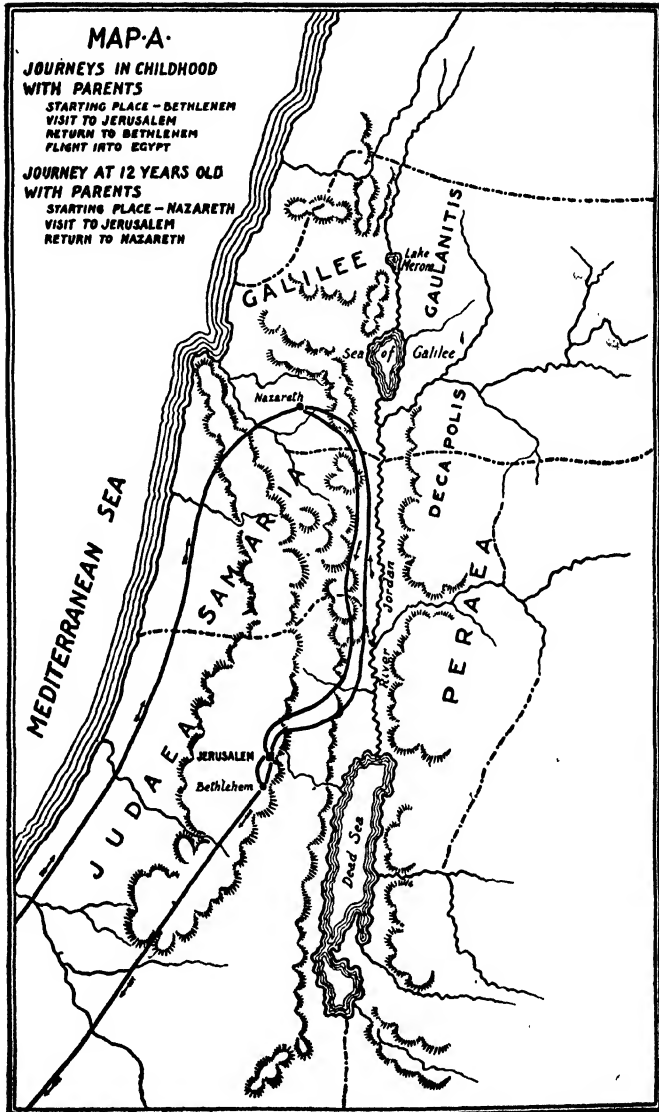 MAP·A·
JOURNEYS IN CHILDHOOD
WITH PARENTS
STARTING PLACE – BETHLEHEM
VISIT TO JERUSALEM
RETURN TO BETHLEHEM
FLIGHT INTO EGYPT
JOURNEY AT 12 YEARS OLD
WITH PARENTS
STARTING PLACE – NAZARETH
VISIT TO JERUSALEM
RETURN TO NAZARETH
Lake
Merom
GAULANITIS
GALILEE
Sea of Galilee
Nazareth
DECAPOLIS
MEDITERRANEAN SEA
SAMARIA
River Jordan
PERAEA
JERUSALEM
Bethlehem
JUDAEA
Dead Sea